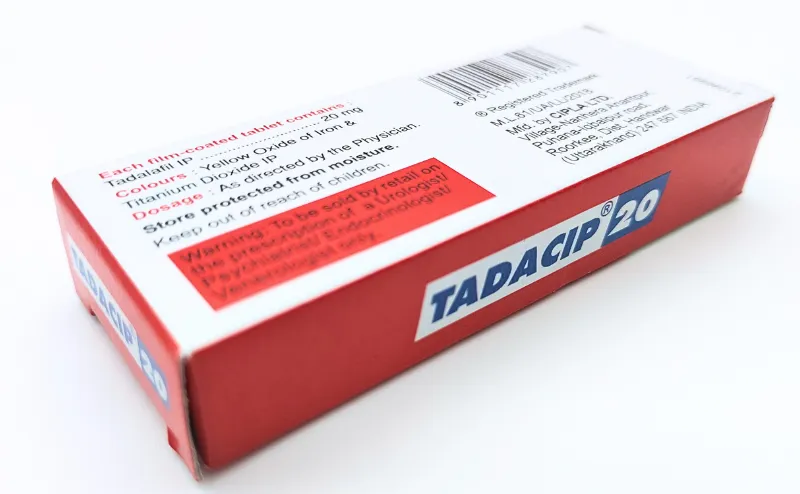 Each film-coated tablet contains :
Tadalafil IP ........................... 20 mg
Colours : Yellow Oxide of Iron &
Titanium Dioxide IP
Dosage : As directed by the Physician.
Store protected from moisture.
Keep out of reach of children.
Warning: To be sold by retail on
the prescription of a Urologist/
Psychiatrist/ Endocrinologist/
Venerologist only.
® Registered Trademark
M.L.81/UA/LL/2018
Mfd. by CIPLA LTD.
Village-Narihara Anantpur
Puhana-Iqbalpur road,
Roorkee, Dist. Haridwar
(Uttarakhand) 247 667 INDIA
TADACIP® 20
TADACIP 20